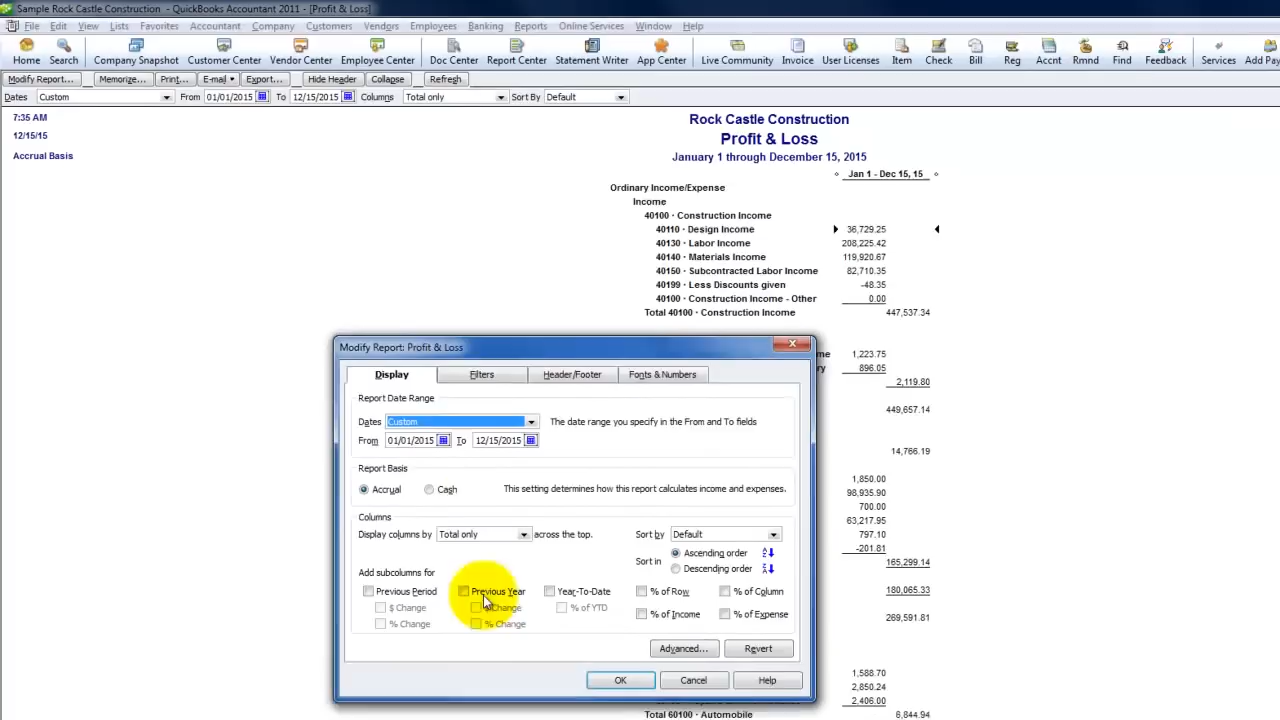 Sample Rock Castle Construction - QuickBooks Accountant 2011 - [Profit & Loss]
File Edit View Lists Favorites Accountant Company Customers Vendors Employees Banking Reports Online Services Window Help
Home Search Company Snapshot Customer Center Vendor Center Employee Center Doc Center Report Center Statement Writer App Center Live Community Invoice User Licenses Item Check Bill Reg Accnt Rmnd Find Feedback Services Add Pay
Modify Report... Memorize... Print... E-mail Export... Hide Header Collapse Refresh
Dates Custom From 01/01/2015 To 12/15/2015 Columns Total only Sort By Default
7:35 AM
12/15/15
Accrual Basis
Rock Castle Construction
Profit & Loss
January 1 through December 15, 2015
Jan 1 - Dec 15, 15
Ordinary Income/Expense
Income
40100 · Construction Income
40110 · Design Income 36,729.25
40130 · Labor Income 208,225.42
40140 · Materials Income 119,920.67
40150 · Subcontracted Labor Income 82,710.35
40199 · Less Discounts given -48.35
40100 · Construction Income - Other 0.00
Total 40100 · Construction Income 447,537.34
me 1,223.75
ry 896.05
2,119.80
449,657.14
14,766.19
1,850.00
98,935.90
700.00
63,217.95
797.10
-201.81
165,299.14
180,065.33
269,591.81
1,588.70
2,850.24
2,406.00
Total 60100 · Automobile 6,844.94
Modify Report: Profit & Loss
Display Filters Header/Footer Fonts & Numbers
Report Date Range
Dates Custom The date range you specify in the From and To fields
From 01/01/2015 To 12/15/2015
Report Basis
Accrual Cash This setting determines how this report calculates income and expenses.
Columns
Display columns by Total only across the top. Sort by Default
Sort in Ascending order
Descending order
Add subcolumns for
Previous Period Previous Year Year-To-Date % of Row % of Column
$ Change $ Change % of YTD % of Income % of Expense
% Change % Change
Advanced... Revert
OK Cancel Help